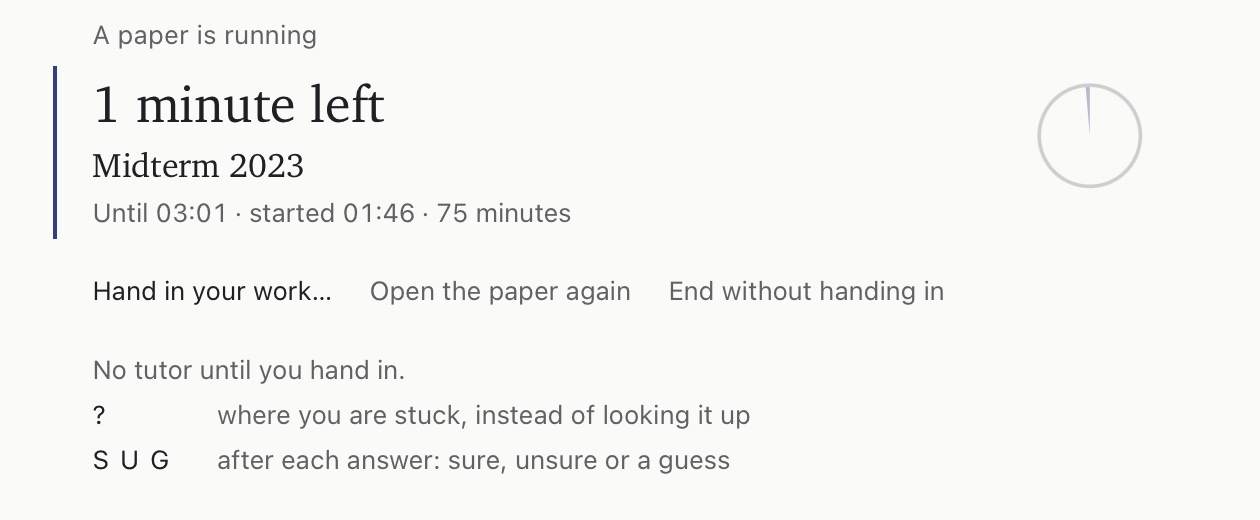 A paper is running
1 minute left
Midterm 2023
Until 03:01 · started 01:46 · 75 minutes
Hand in your work... Open the paper again End without handing in
No tutor until you hand in.
? where you are stuck, instead of looking it up
S U G after each answer: sure, unsure or a guess